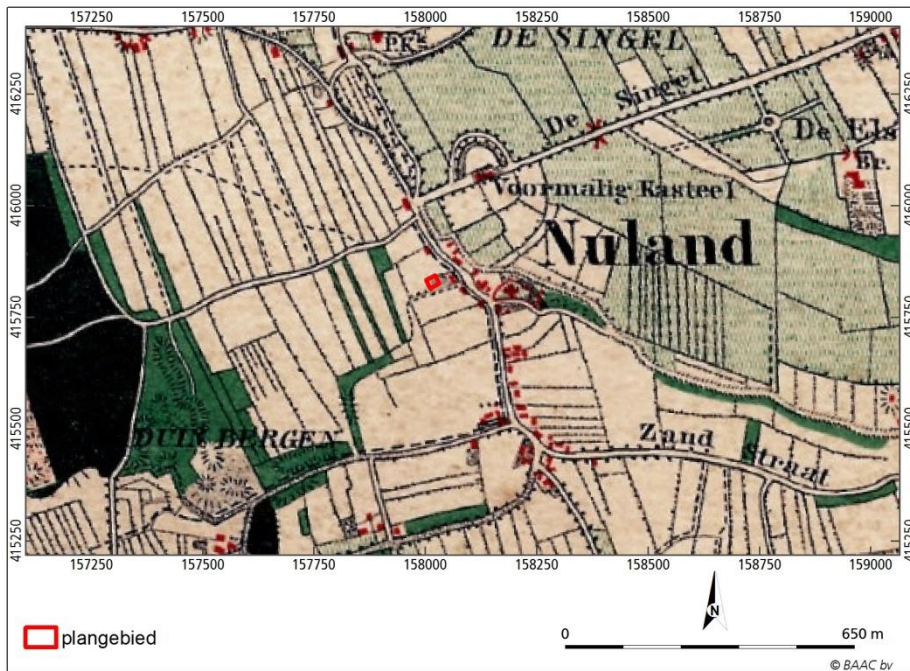 157250 157500 157750 158000 158250 158500 158750 159000
P.K.
DE SINGEL
De Singel
De Els
Br.
Voormalig Kasteel
Nuland
DUIN BERGEN
Zand Straat
416250
416000
415750
415500
415250
416250
416000
415750
415500
415250
157250 157500 157750 158000 158250 158500 158750 159000
plangebied
N
0 650 m
© BAAC bv